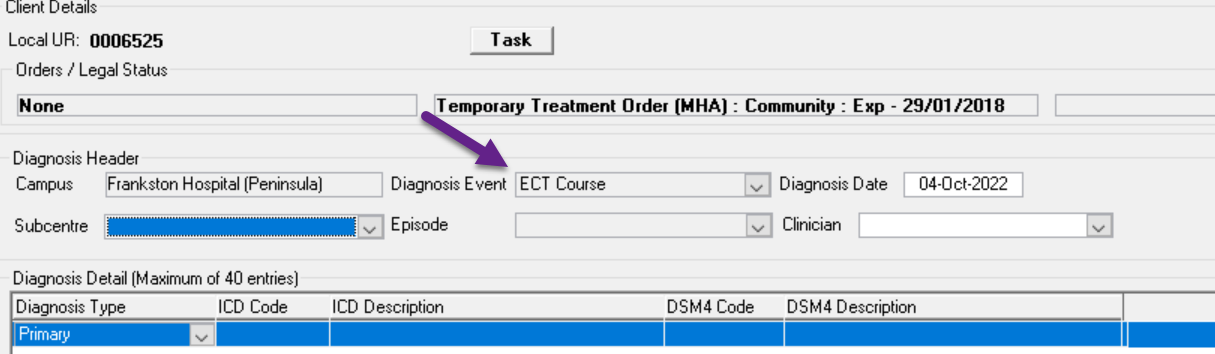 Client Details
Local UR: 0006525 Task
Orders / Legal Status
None Temporary Treatment Order (MHA) : Community : Exp - 29/01/2018
Diagnosis Header
Campus Frankston Hospital (Peninsula) Diagnosis Event ECT Course Diagnosis Date 04-Oct-2022
Subcentre Episode Clinician
Diagnosis Detail (Maximum of 40 entries)
Diagnosis Type ICD Code ICD Description DSM4 Code DSM4 Description
Primary